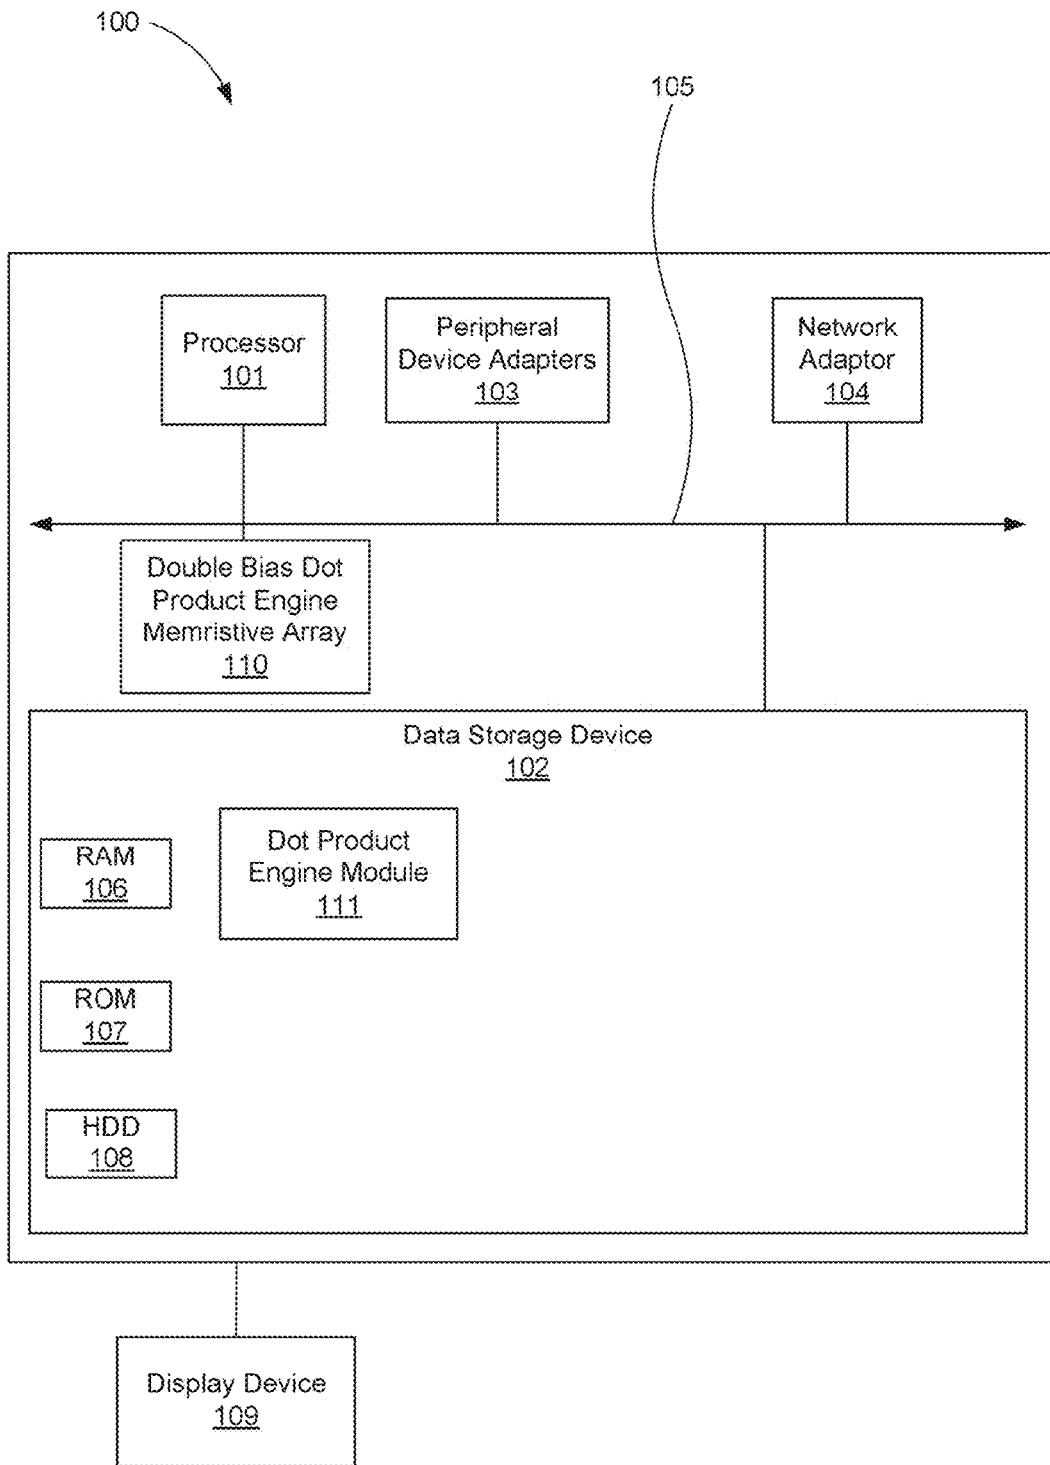 100
105
Processor
101
Peripheral
Device Adapters
103
Network
Adaptor
104
Double Bias Dot
Product Engine
Memristive Array
110
Data Storage Device
102
RAM
106
Dot Product
Engine Module
111
ROM
107
HDD
108
Display Device
109